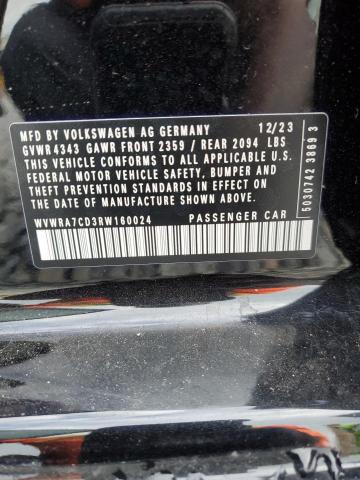 MFD BY VOLKSWAGEN AG GERMANY 12/23
GVWR 4343 GAWR FRONT 2359 / REAR 2094 LBS
THIS VEHICLE CONFORMS TO ALL APPLICABLE U.S.
FEDERAL MOTOR VEHICLE SAFETY, BUMPER AND
THEFT PREVENTION STANDARDS IN EFFECT ON THE
DATE OF MANUFACTURE SHOWN ABOVE.
WVWRA7CD3RW160024 PASSENGER CAR
5030742 3869 3